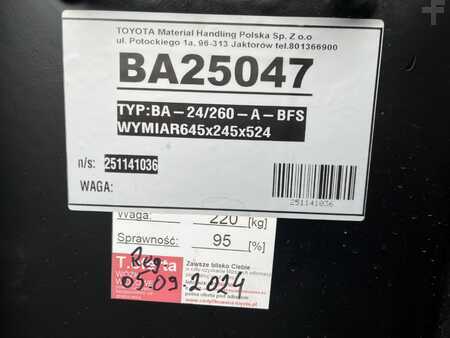 TOYOTA Material Handling Polska Sp. Z o.o
ul. Potockiego 1a, 96-313 Jaktorów tel.801366900
BA25047
TYP:BA-24/260-A-BFS
WYMIAR645x245x524
n/s: 251141036
WAGA:
251141036
Waga: 220 [kg]
Sprawność: 95 [%]
Zawsze blisko Ciebie
Reg.
05.09.2024